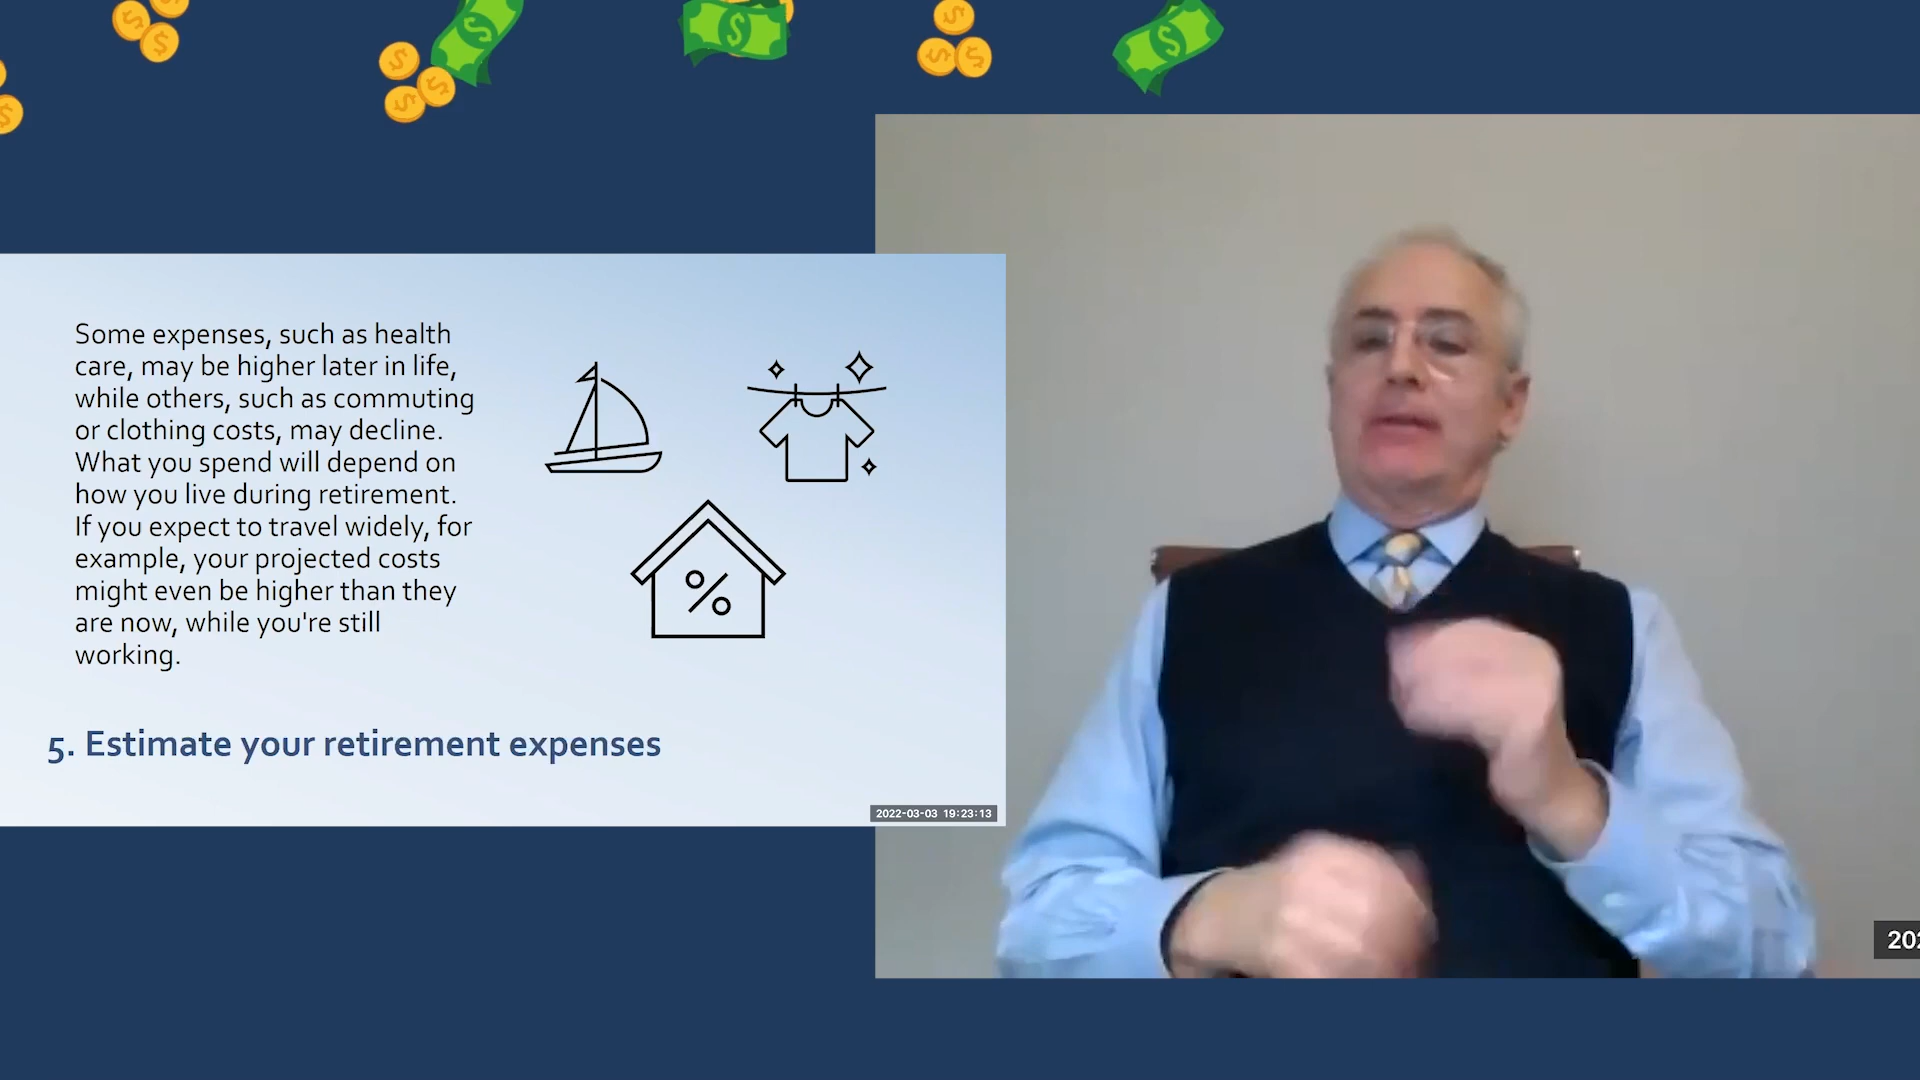 Some expenses, such as health
care, may be higher later in life,
while others, such as commuting
or clothing costs, may decline.
What you spend will depend on
how you live during retirement.
If you expect to travel widely, for
example, your projected costs
might even be higher than they
are now, while you're still
working.
5. Estimate your retirement expenses
2022-03-03 19:23:13
202